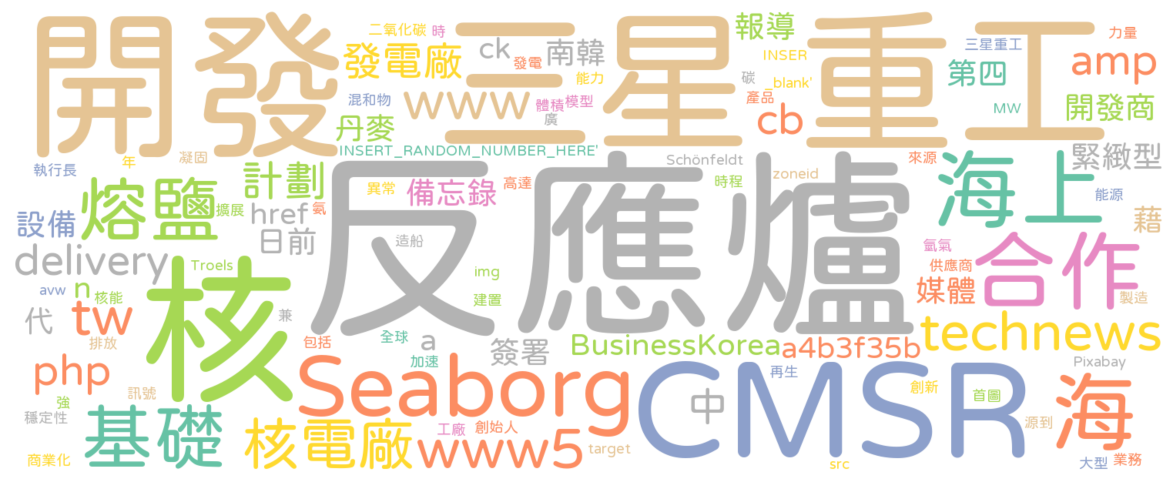 開發
三星重工
反應爐
核
CMSR
Seaborg
海上
海
合作
基礎
熔鹽
核電廠
www5
technews
www
發電廠
計劃
delivery
php
tw
備忘錄
BusinessKorea
a4b3f35b
緊緻型
開發商
amp
cb
ck
南韓
報導
第四
丹麥
設備
href
日前
媒體
簽署
藉
中
代
n
a
二氧化碳
時
發電
能力
INSER
_blank'
三星重工
力量
混和物
體積
模型
廣
碳
產品
MW
INSERT_RANDOM_NUMBER_HERE'
執行長
年
凝固
擴展
氨
異常
高達
Schönfeldt
時程
zoneid
來源
能源
造船
img
建置
氬氣
供應商
製造
Troels
avw
核能
排放
兼
包括
全球
加速
再生
Pixabay
訊號
強
穩定性
商業化
工廠
創始人
target
創新
首圖
源到
src
大型
業務